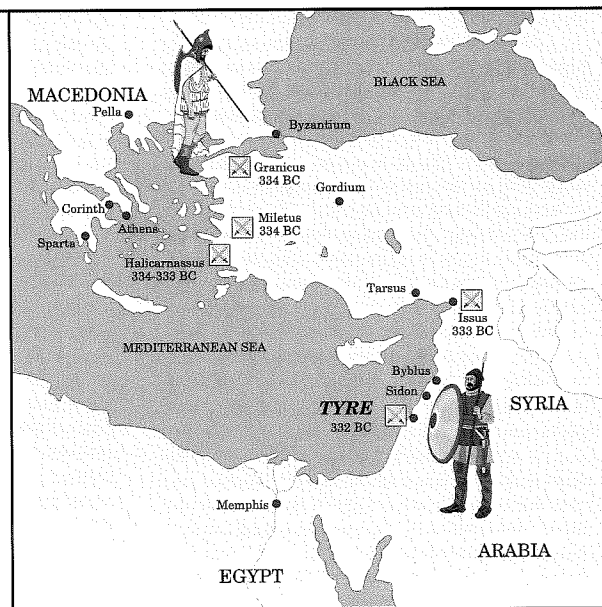 BLACK SEA
MACEDONIA
Pella
Byzantium
Granicus
334 BC
Gordium
Corinth
Athens
Miletus
334 BC
Sparta
Halicarnassus
334-333 BC
Tarsus
Issus
333 BC
MEDITERRANEAN SEA
Byblus
Sidon
TYRE
332 BC
SYRIA
Memphis
ARABIA
EGYPT